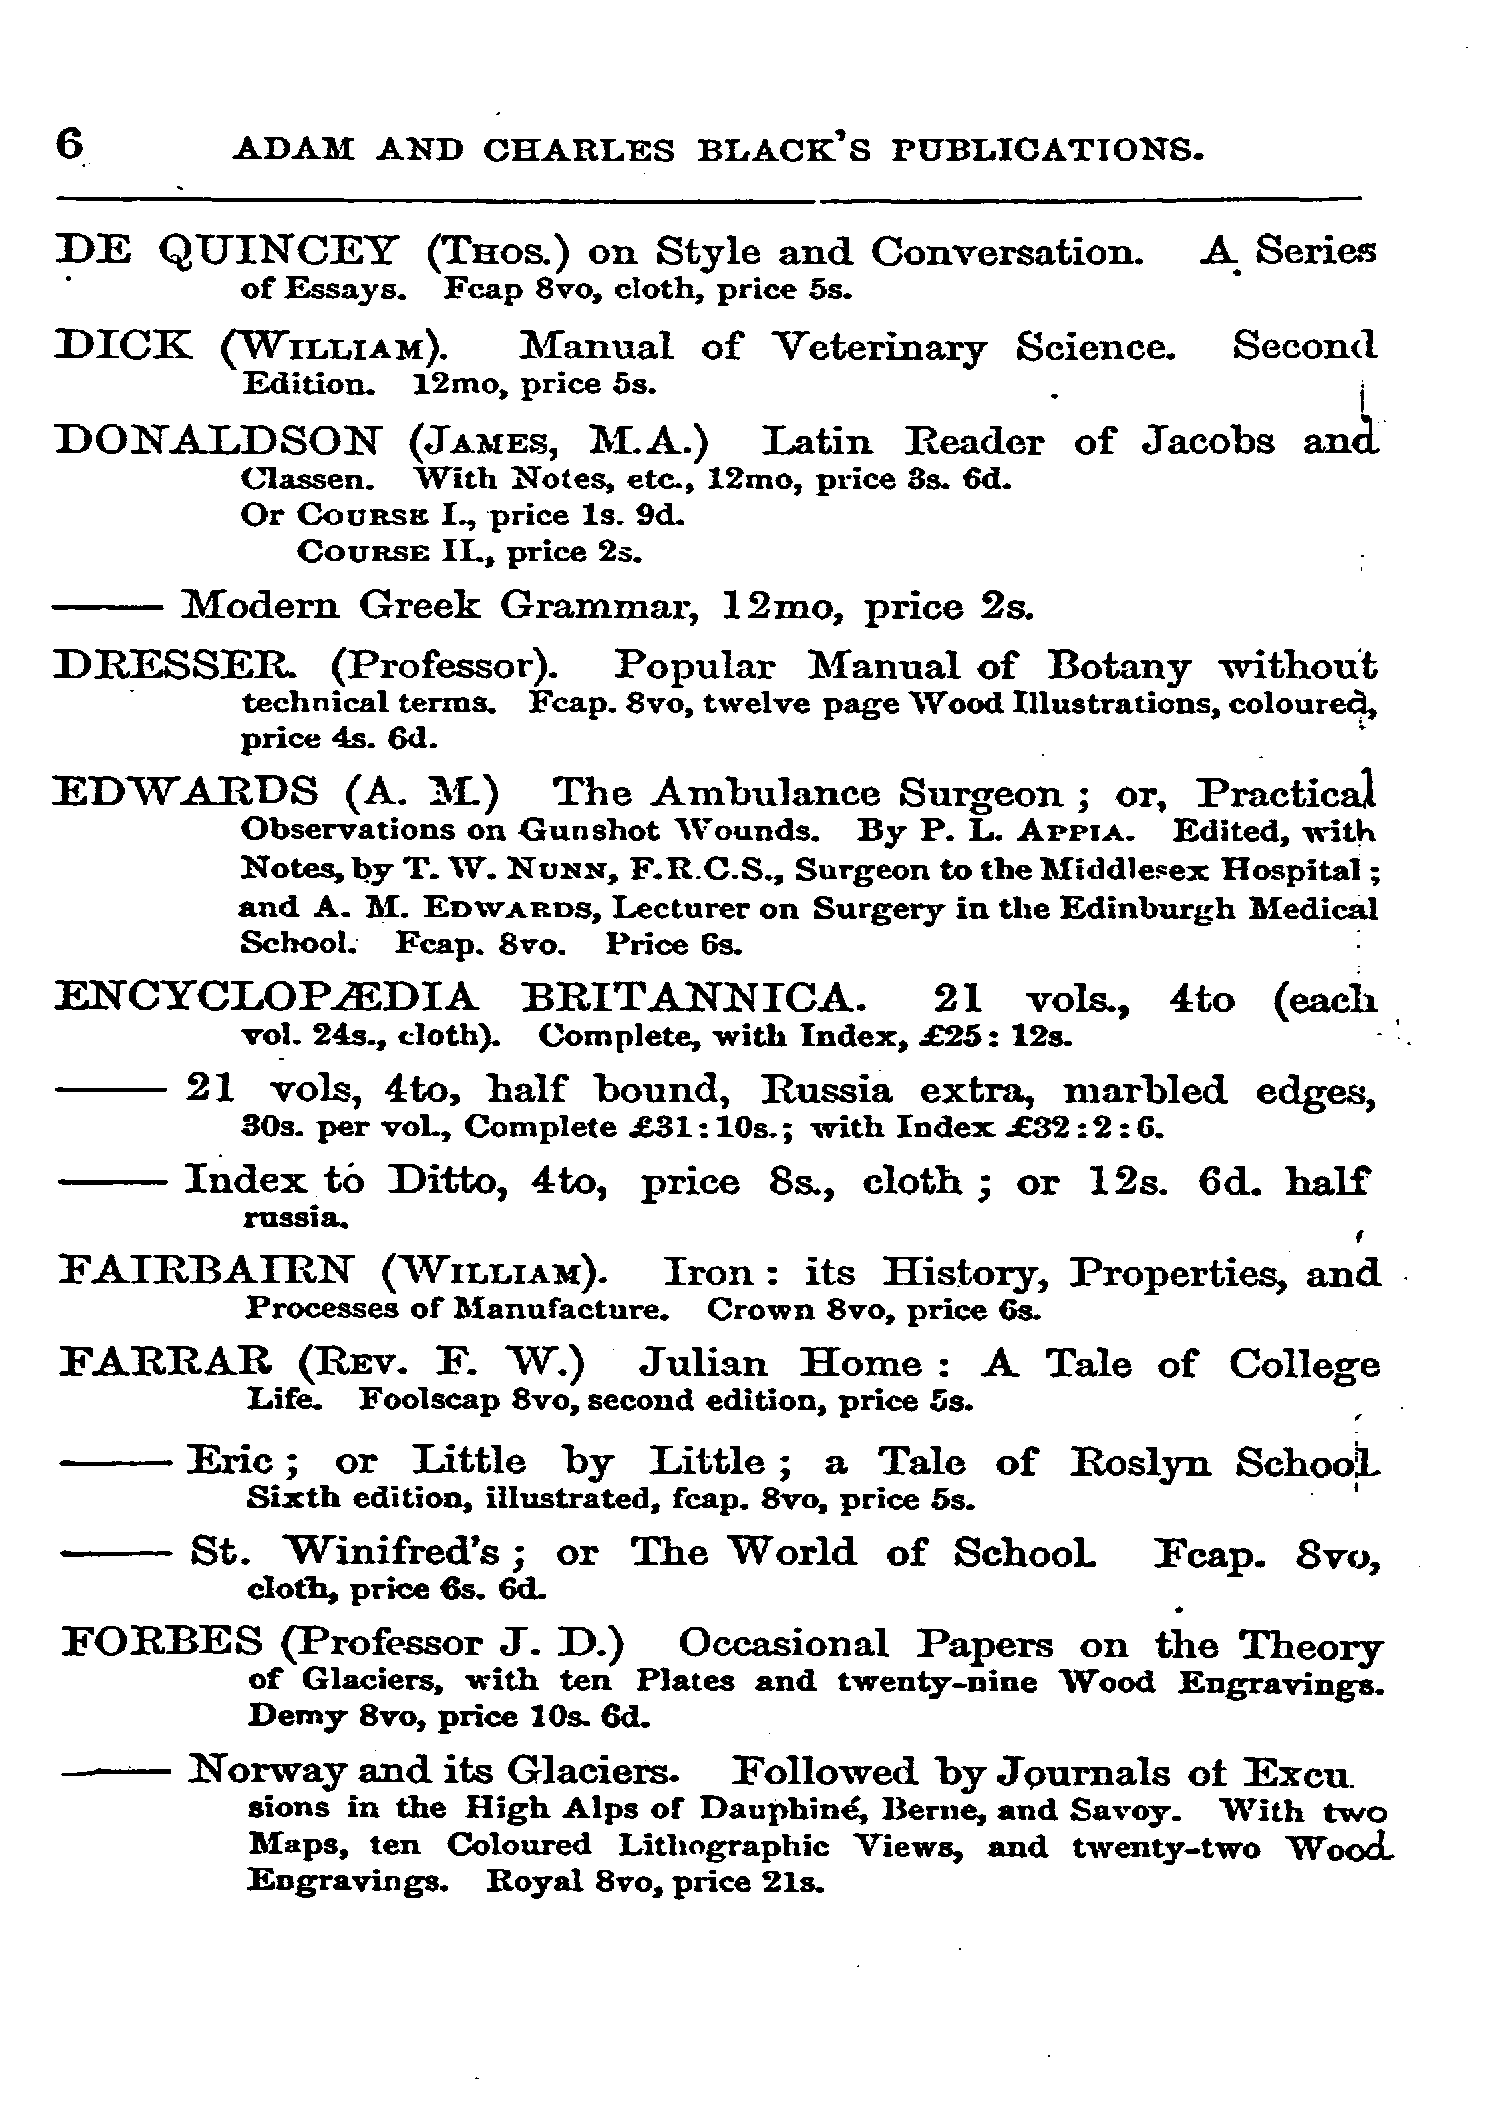 6 ADAM AND CHARLES BLACK'S PUBLICATIONS.
DE QUINCEY (THOS.) on Style and Conversation. A Series
of Essays. Fcap 8vo, cloth, price 5s.
DICK (WILLIAM). Manual of Veterinary Science. Second
Edition. 12mo, price 5s.
DONALDSON (JAMES, M.A.) Latin Reader of Jacobs and
Classen. With Notes, etc., 12mo, price 3s. 6d.
Or COURSE I., price 1s. 9d.
COURSE II., price 2s.
—— Modern Greek Grammar, 12mo, price 2s.
DRESSER. (Professor). Popular Manual of Botany without
technical terms. Fcap. 8vo, twelve page Wood Illustrations, coloured,
price 4s. 6d.
EDWARDS (A. M.) The Ambulance Surgeon; or, Practical
Observations on Gunshot Wounds. By P. L. APPIA. Edited, with
Notes, by T. W. NUNN, F.R.C.S., Surgeon to the Middlesex Hospital;
and A. M. EDWARDS, Lecturer on Surgery in the Edinburgh Medical
School. Fcap. 8vo. Price 6s.
ENCYCLOPÆDIA BRITANNICA. 21 vols., 4to (each
vol. 24s., cloth). Complete, with Index, £25 : 12s.
—— 21 vols, 4to, half bound, Russia extra, marbled edges,
30s. per vol., Complete £31 : 10s.; with Index £32 : 2 : 6.
—— Index to Ditto, 4to, price 8s., cloth; or 12s. 6d. half
russia.
FAIRBAIRN (WILLIAM). Iron : its History, Properties, and
Processes of Manufacture. Crown 8vo, price 6s.
FARRAR (REV. F. W.) Julian Home : A Tale of College
Life. Foolscap 8vo, second edition, price 5s.
—— Eric; or Little by Little; a Tale of Roslyn School.
Sixth edition, illustrated, fcap. 8vo, price 5s.
—— St. Winifred's; or The World of School. Fcap. 8vo,
cloth, price 6s. 6d.
FORBES (Professor J. D.) Occasional Papers on the Theory
of Glaciers, with ten Plates and twenty-nine Wood Engravings.
Demy 8vo, price 10s. 6d.
—— Norway and its Glaciers. Followed by Journals of Excu.
sions in the High Alps of Dauphiné, Berne, and Savoy. With two
Maps, ten Coloured Lithographic Views, and twenty-two Wood
Engravings. Royal 8vo, price 21s.